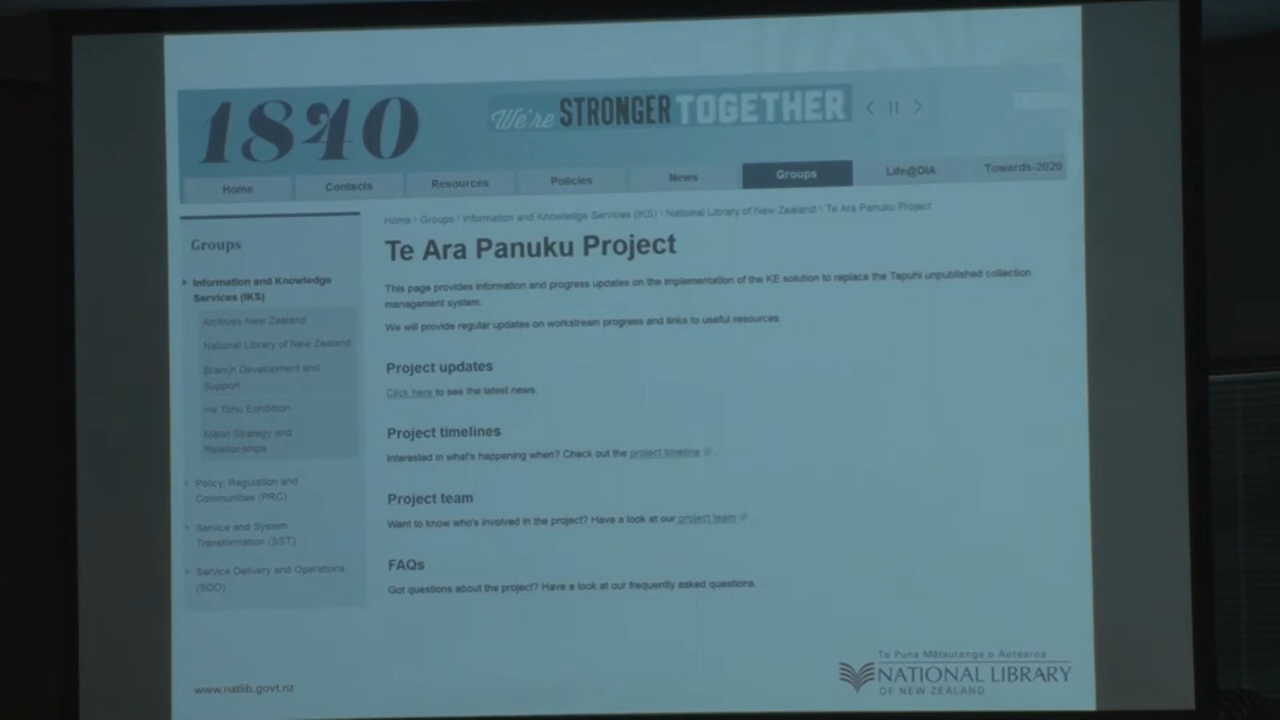 1840
We're STRONGER TOGETHER
Home Contacts Resources Policies News Groups Life@DIA Towards-2020
Home › Groups › Information and Knowledge Services (IKS) › National Library of New Zealand › Te Ara Panuku Project
Groups
Information and Knowledge
Services (IKS)
Archives New Zealand
National Library of New Zealand
Branch Development and
Support
He Tohu Exhibition
Māori Strategy and
Relationships
Policy, Regulation and
Communities (PRC)
Service and System
Transformation (SST)
Service Delivery and Operations
(SDO)
Te Ara Panuku Project
This page provides information and progress updates on the implementation of the KE solution to replace the Tapuhi unpublished collection
management system.
We will provide regular updates on workstream progress and links to useful resources.
Project updates
Click here to see the latest news.
Project timelines
Interested in what's happening when? Check out the project timeline .
Project team
Want to know who's involved in the project? Have a look at our project team .
FAQs
Got questions about the project? Have a look at our frequently asked questions.
www.natlib.govt.nz
Te Puna Mātauranga o Aotearoa
NATIONAL LIBRARY
OF NEW ZEALAND